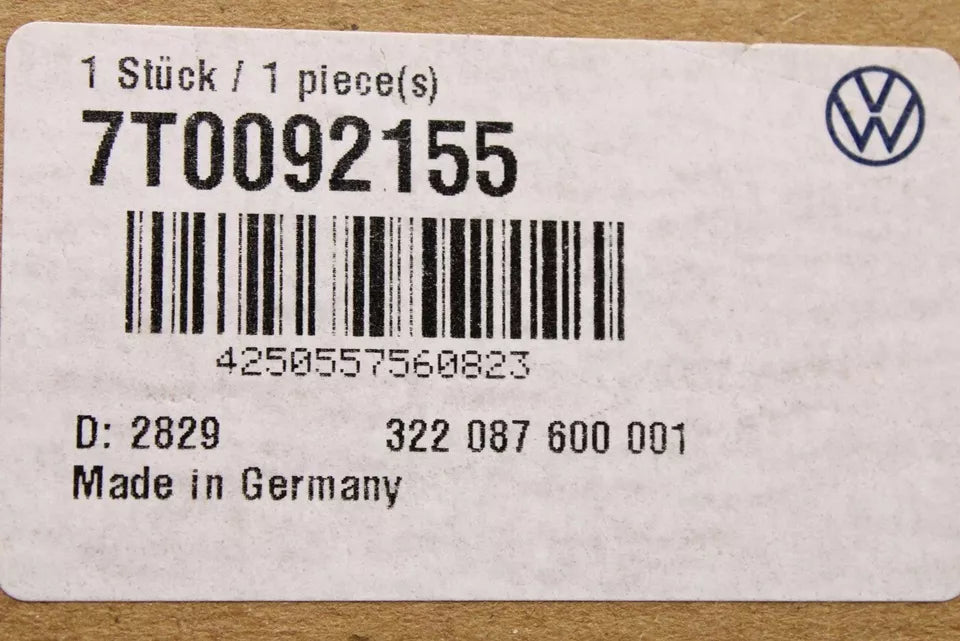 1 Stück / 1 piece(s)
7T0092155
4250557560823
D: 2829 322 087 600 001
Made in Germany